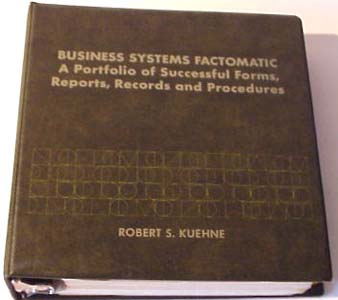 BUSINESS SYSTEMS FACTOMATIC
A Portfolio of Successful Forms,
Reports, Records and Procedures
ROBERT S. KUEHNE